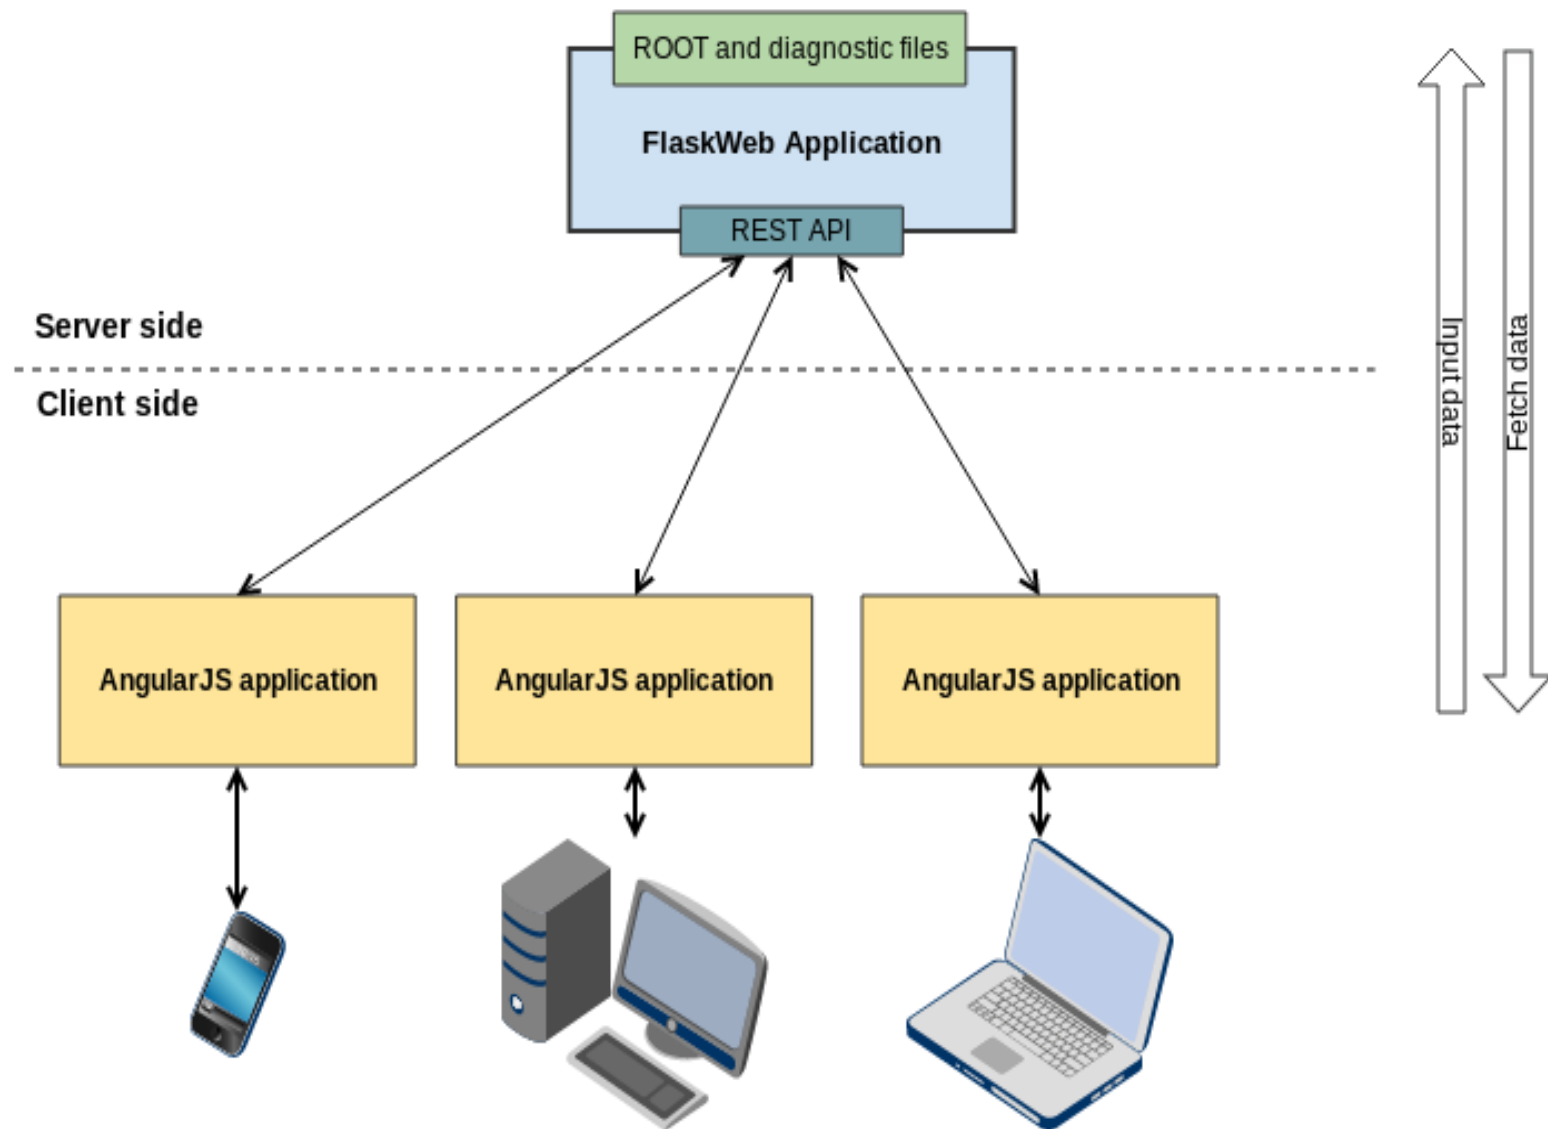 ROOT and diagnostic files
FlaskWeb Application
REST API
Server side
Client side
Input data
Fetch data
AngularJS application
AngularJS application
AngularJS application